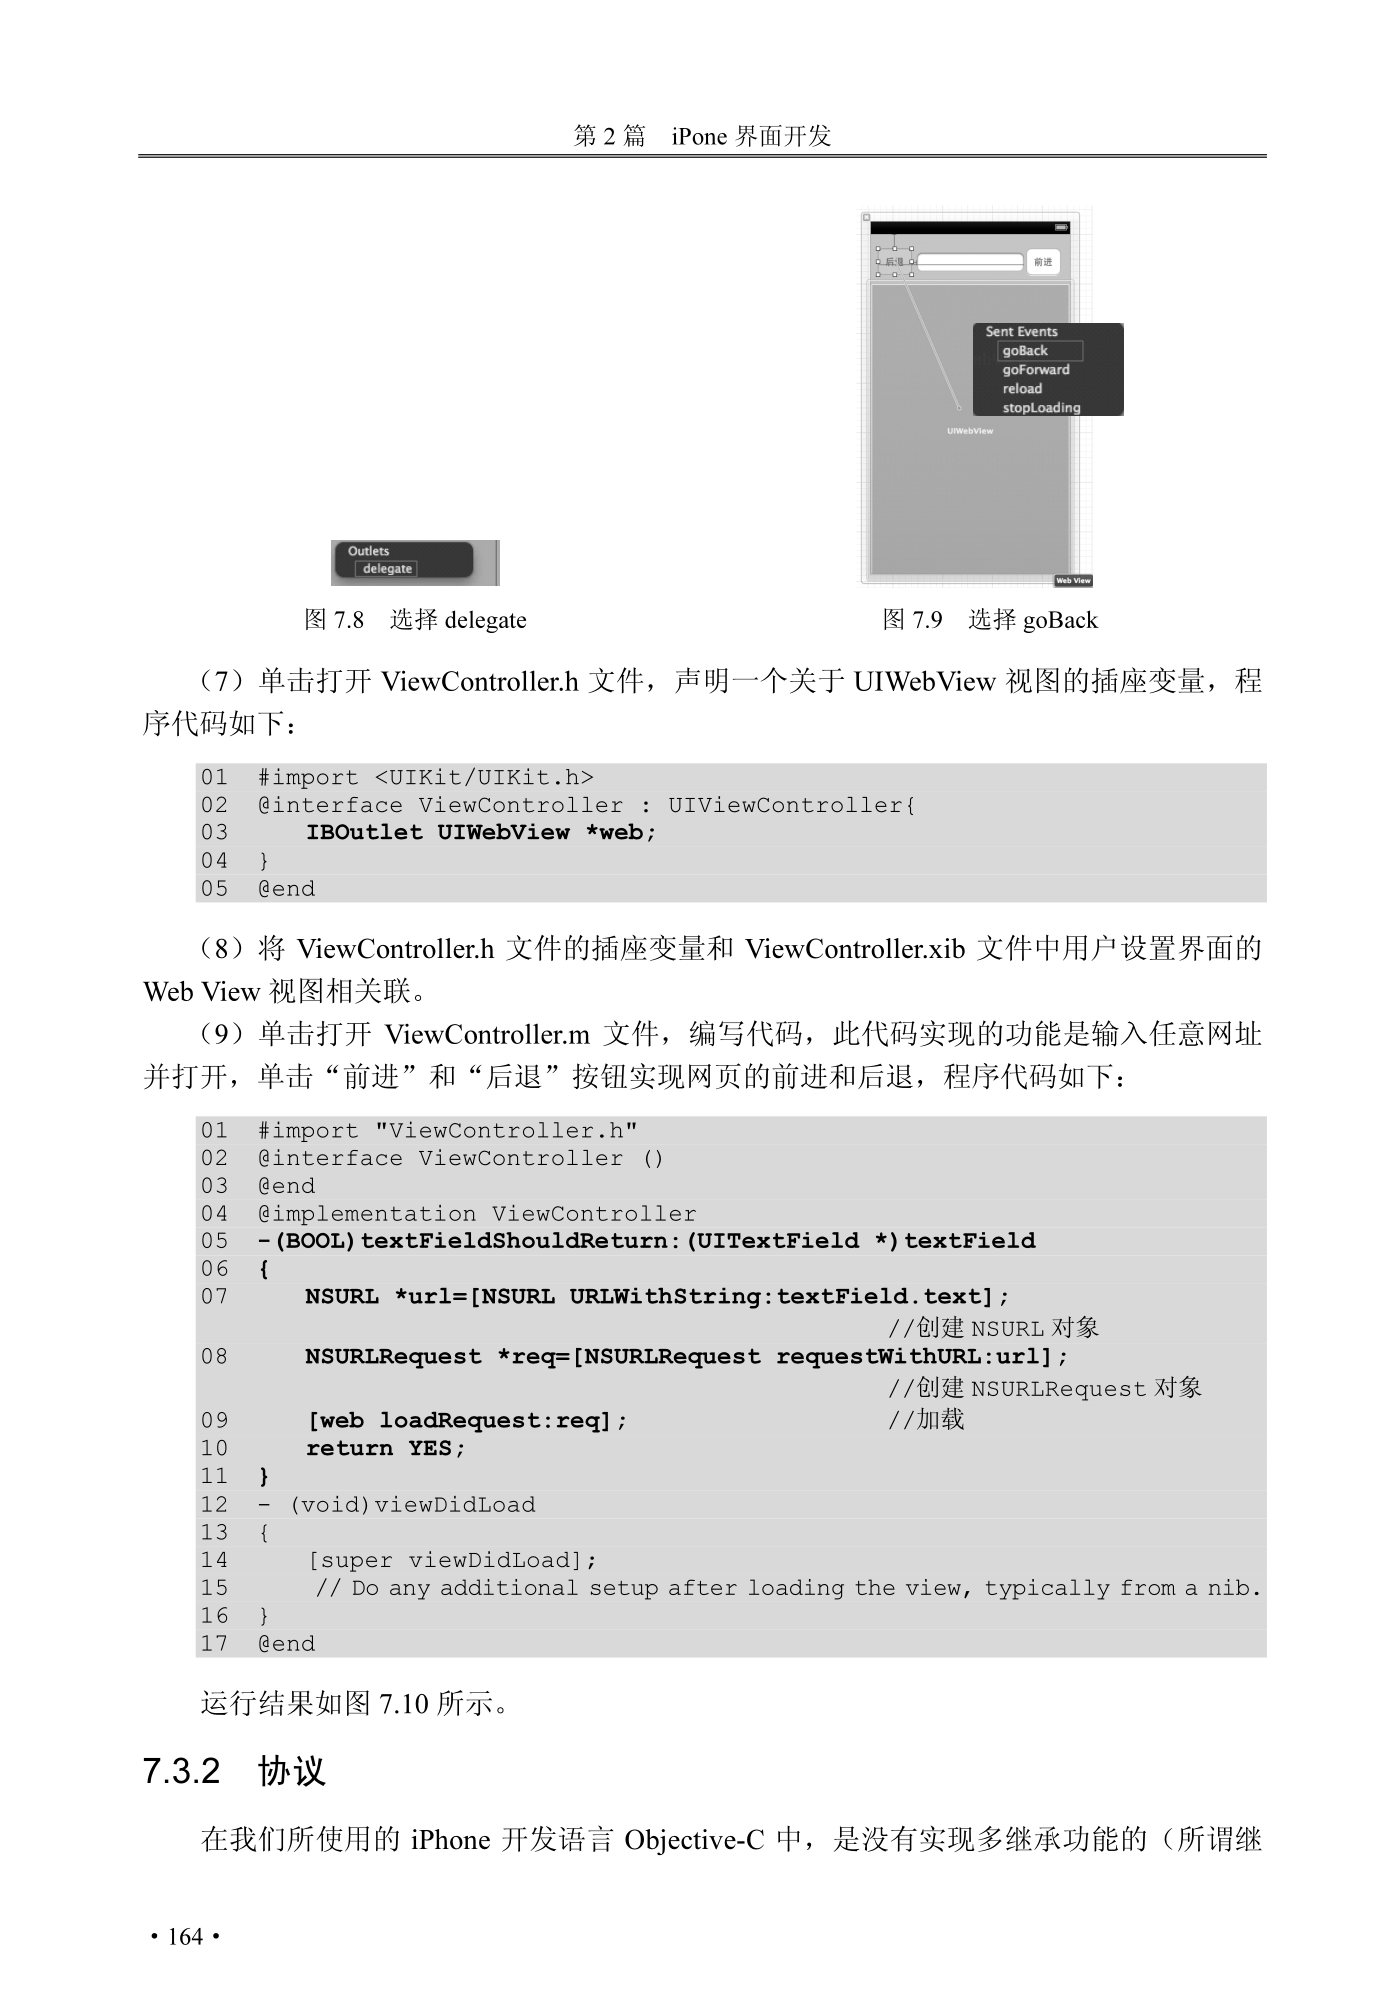 第 2 篇　iPone 界面开发
后退
前进
Sent Events
goBack
goForward
reload
stopLoading
UIWebView
Web View
Outlets
delegate
图 7.8　选择 delegate
图 7.9　选择 goBack
（7）单击打开 ViewController.h 文件，声明一个关于 UIWebView 视图的插座变量，程
序代码如下：
01 #import <UIKit/UIKit.h>
02 @interface ViewController : UIViewController{
03 IBOutlet UIWebView *web;
04 }
05 @end
（8）将 ViewController.h 文件的插座变量和 ViewController.xib 文件中用户设置界面的
Web View 视图相关联。
（9）单击打开 ViewController.m 文件，编写代码，此代码实现的功能是输入任意网址
并打开，单击“前进”和“后退”按钮实现网页的前进和后退，程序代码如下：
01 #import "ViewController.h"
02 @interface ViewController ()
03 @end
04 @implementation ViewController
05 -(BOOL)textFieldShouldReturn:(UITextField *)textField
06 {
07 NSURL *url=[NSURL URLWithString:textField.text];
//创建 NSURL 对象
08 NSURLRequest *req=[NSURLRequest requestWithURL:url];
//创建 NSURLRequest 对象
09 [web loadRequest:req]; //加载
10 return YES;
11 }
12 - (void)viewDidLoad
13 {
14 [super viewDidLoad];
15 // Do any additional setup after loading the view, typically from a nib.
16 }
17 @end
运行结果如图 7.10 所示。
7.3.2　协议
在我们所使用的 iPhone 开发语言 Objective-C 中，是没有实现多继承功能的（所谓继
• 164 •